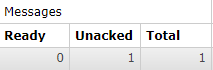 Messages
Ready Unacked Total
0 1 1